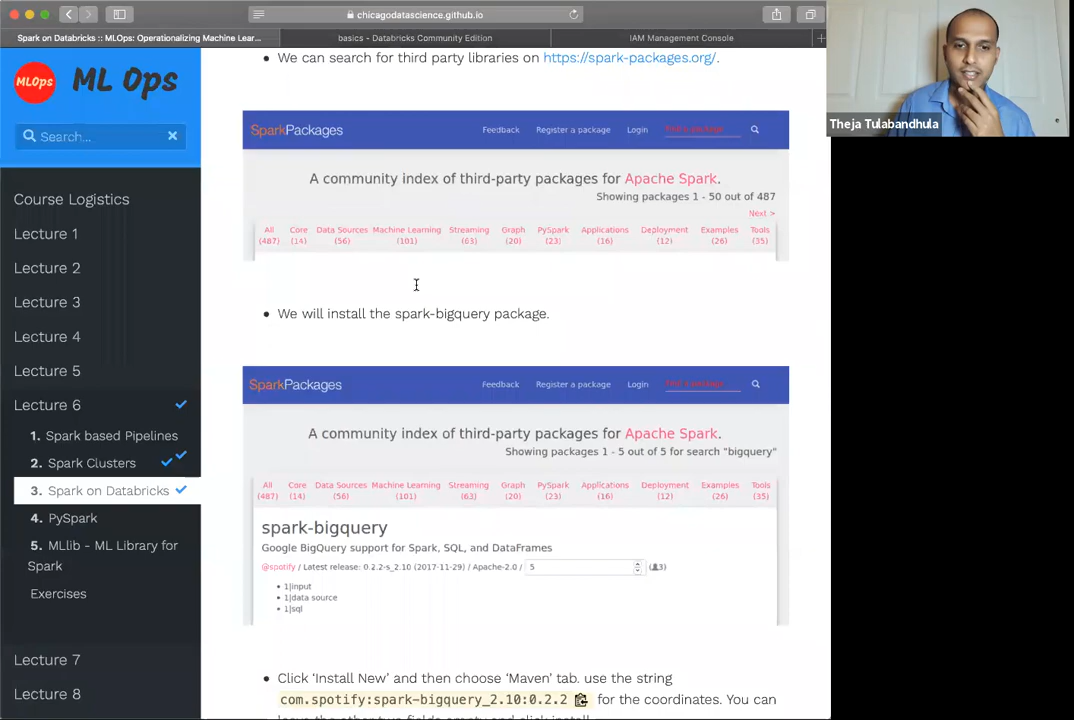 chicagodatascience.github.io
Spark on Databricks :: MLOps: Operationalizing Machine Lear...
basics - Databricks Community Edition
IAM Management Console
MLOps
ML Ops
Search...
Course Logistics
Lecture 1
Lecture 2
Lecture 3
Lecture 4
Lecture 5
Lecture 6
1. Spark based Pipelines
2. Spark Clusters
3. Spark on Databricks
4. PySpark
5. MLlib - ML Library for
Spark
Exercises
Lecture 7
Lecture 8
• We can search for third party libraries on https://spark-packages.org/.
SparkPackages
Feedback
Register a package
Login
A community index of third-party packages for Apache Spark.
Showing packages 1 - 50 out of 487
Next >
All Core Data Sources Machine Learning Streaming Graph PySpark Applications Deployment Examples Tools
(487) (14) (56) (101) (63) (20) (23) (16) (12) (26) (35)
• We will install the spark-bigquery package.
SparkPackages
Feedback
Register a package
Login
A community index of third-party packages for Apache Spark.
Showing packages 1 - 5 out of 5 for search "bigquery"
All Core Data Sources Machine Learning Streaming Graph PySpark Applications Deployment Examples Tools
(487) (14) (56) (101) (63) (20) (23) (16) (12) (26) (35)
spark-bigquery
Google BigQuery support for Spark, SQL, and DataFrames
@spotify / Latest release: 0.2.2-s_2.10 (2017-11-29) / Apache-2.0 / 5 (3)
• 1|input
• 1|data source
• 1|sql
• Click 'Install New' and then choose 'Maven' tab. use the string
com.spotify:spark-bigquery_2.10:0.2.2 for the coordinates. You can
leave the other two fields empty and click install
Theja Tulabandhula